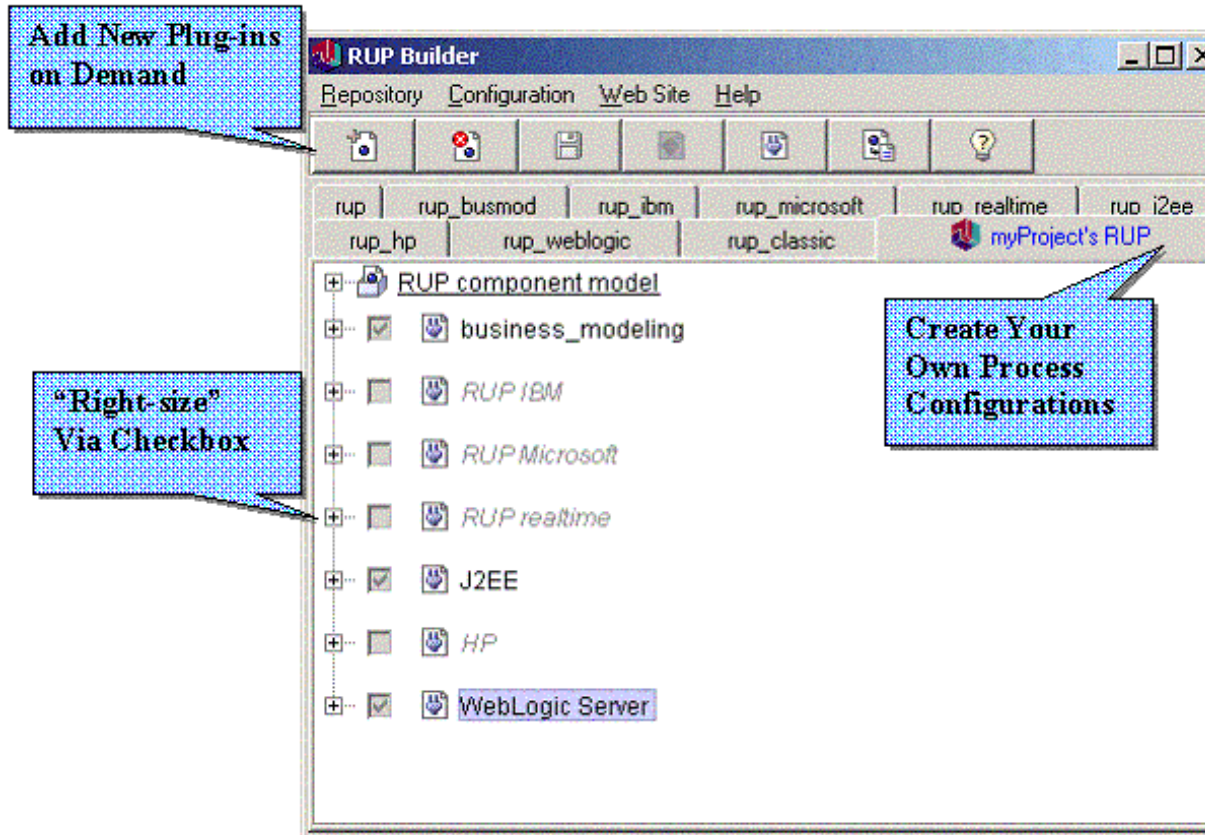 Add New Plug-ins
on Demand
RUP Builder
Repository Configuration Web Site Help
rup rup_busmod rup_ibm rup_microsoft rup_realtime rup_j2ee
rup_hp rup_weblogic rup_classic myProject's RUP
RUP component model
business_modeling
RUP IBM
RUP Microsoft
RUP realtime
J2EE
HP
WebLogic Server
"Right-size"
Via Checkbox
Create Your
Own Process
Configurations